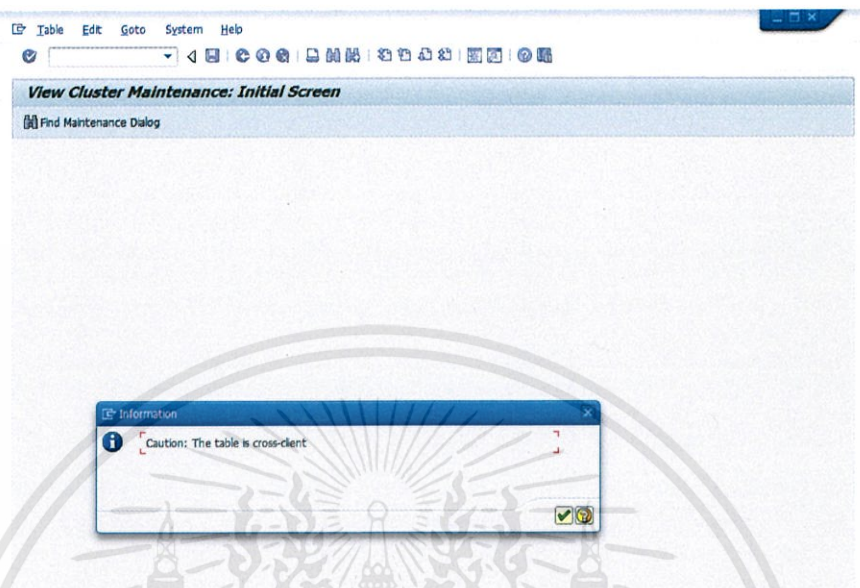 Table Edit Goto System Help
View Cluster Maintenance: Initial Screen
Find Maintenance Dialog
Information
Caution: The table is cross-client